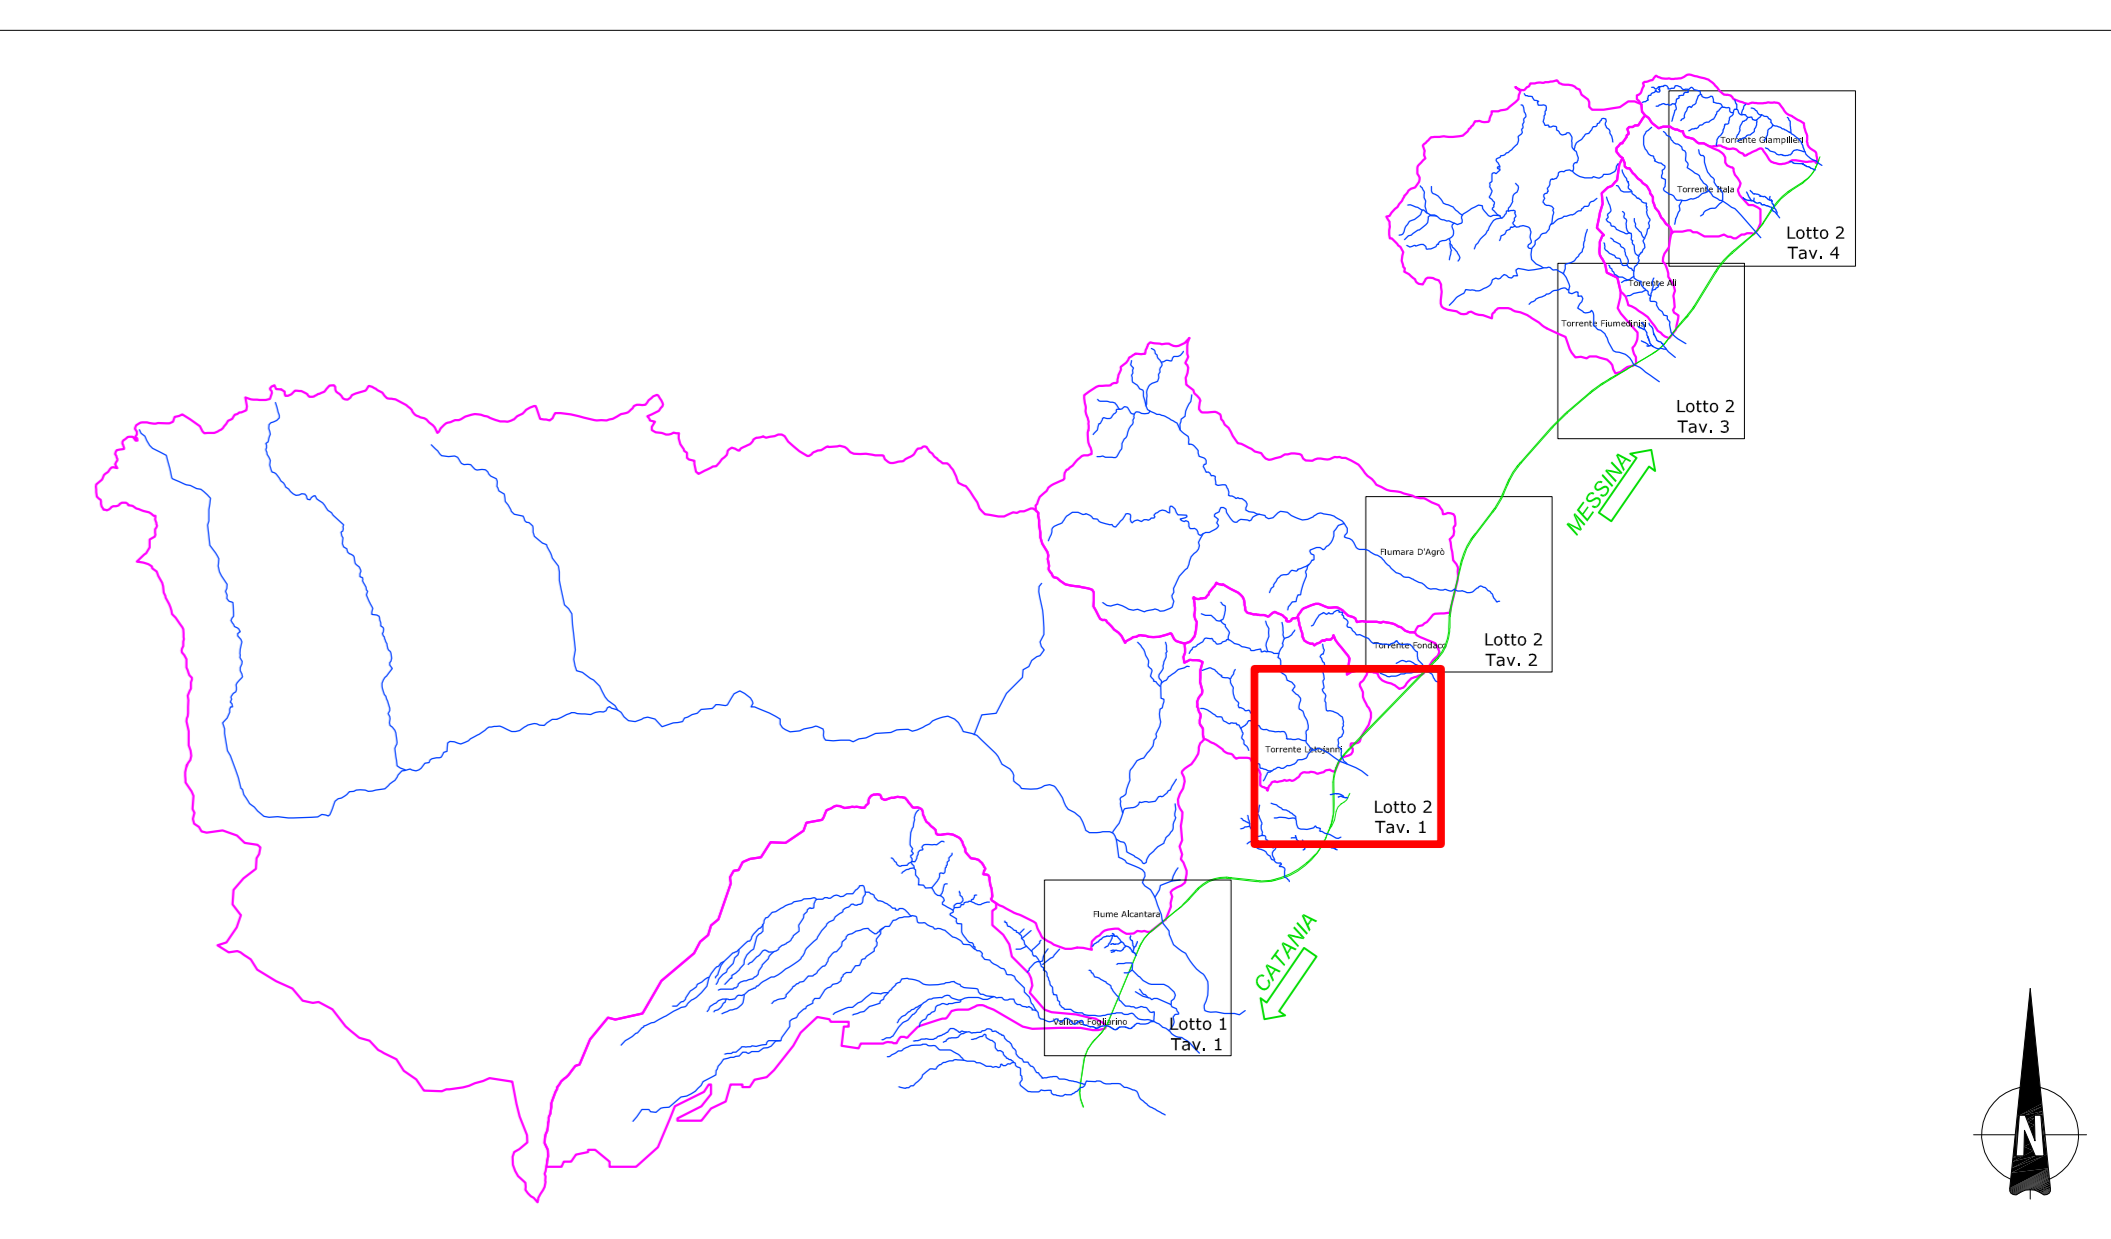 Torrente Giampilieri
Torrente Itala
Lotto 2
Tav. 4
Torrente Alì
Torrente Fiumedinisi
Lotto 2
Tav. 3
MESSINA
Fiumara D'Agrò
Lotto 2
Tav. 2
Torrente Fondaco
Torrente Letojanni
Lotto 2
Tav. 1
Fiume Alcantara
CATANIA
Vallone Fogliarino
Lotto 1
Tav. 1
N